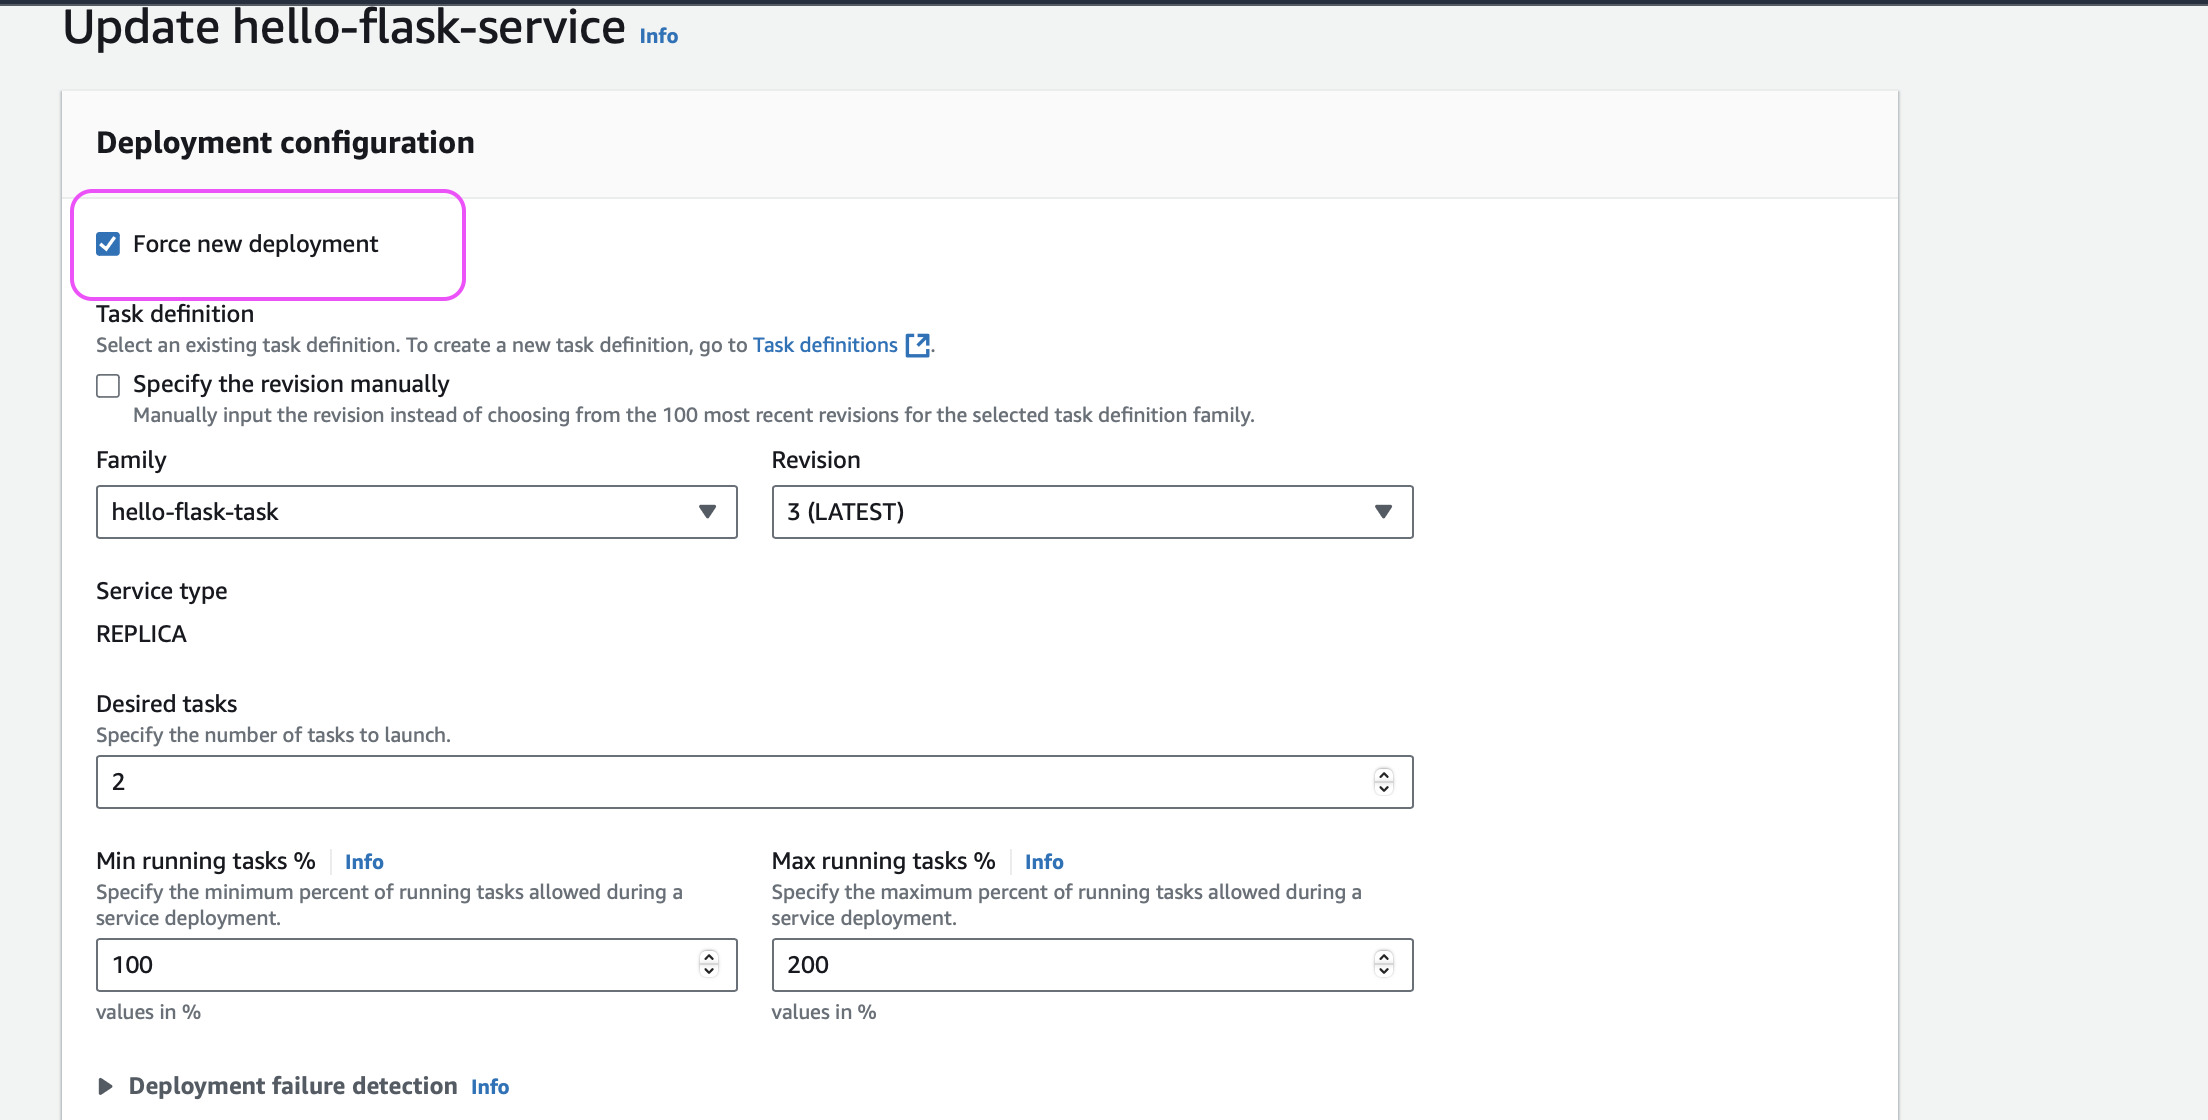 Update hello-flask-service Info
Deployment configuration
Force new deployment
Task definition
Select an existing task definition. To create a new task definition, go to Task definitions .
Specify the revision manually
Manually input the revision instead of choosing from the 100 most recent revisions for the selected task definition family.
Family
Revision
hello-flask-task
3 (LATEST)
Service type
REPLICA
Desired tasks
Specify the number of tasks to launch.
2
Min running tasks % Info
Specify the minimum percent of running tasks allowed during a
service deployment.
100
values in %
Max running tasks % Info
Specify the maximum percent of running tasks allowed during a
service deployment.
200
values in %
Deployment failure detection Info